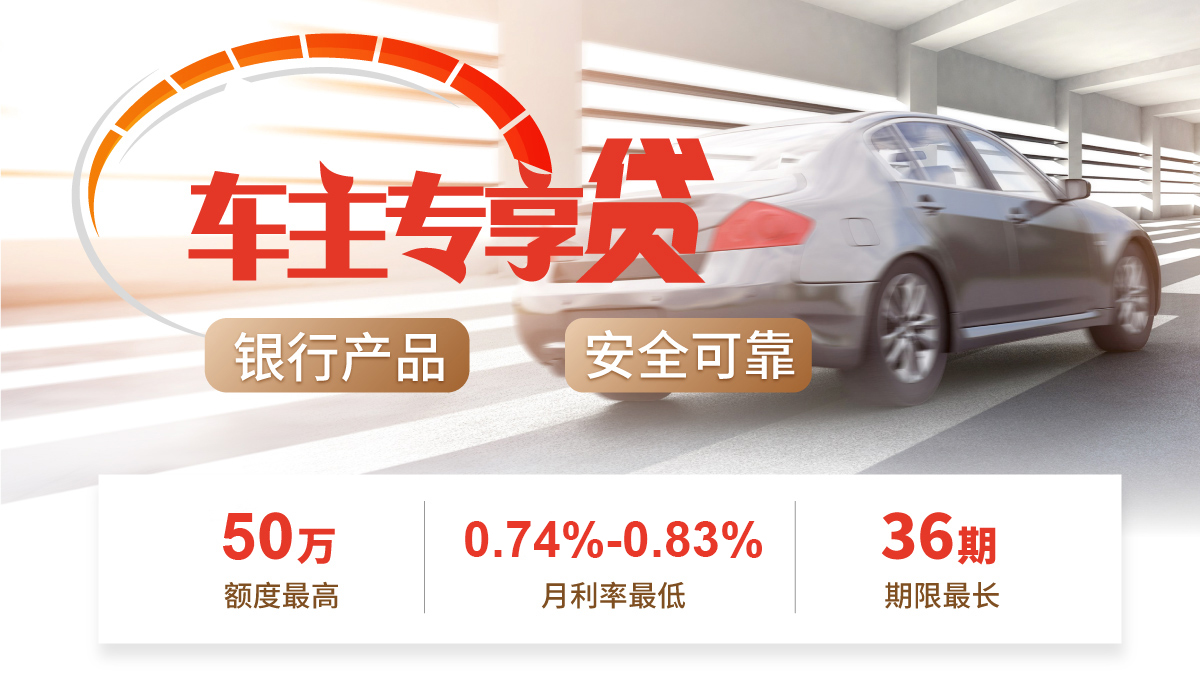 车主专享贷
银行产品 安全可靠
50万 0.74%-0.83% 36期
额度最高 月利率最低 期限最长